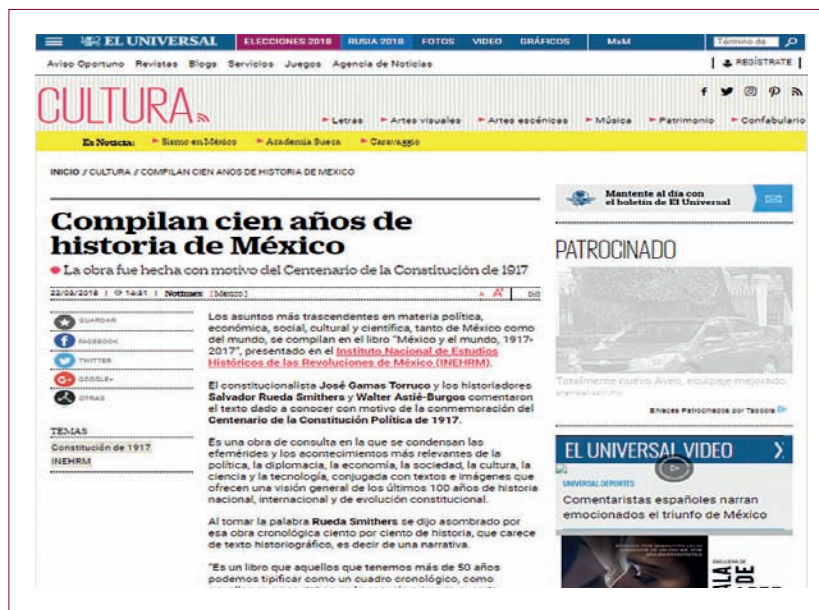 EL UNIVERSAL
ELECCIONES 2018
RUSIA 2018
FOTOS
VIDEO
GRÁFICOS
MxM
Término de
Aviso Oportuno Revistas Blogs Servicios Juegos Agencia de Noticias
REGÍSTRATE
CULTURA
Letras Artes visuales Artes escénicas Música Patrimonio Confabulario
Es Noticia: Sismo en México Academia Sueca Caravaggio
INICIO / CULTURA / COMPILAN CIEN ANOS DE HISTORIA DE MEXICO
Compilan cien años de
historia de México
La obra fue hecha con motivo del Centenario de la Constitución de 1917
22/03/2018 | 14:31 | Notimex [México]
A A
GUARDAR
FACEBOOK
TWITTER
GOOGLE+
OTRAS
TEMAS
Constitución de 1917
INEHRM
Los asuntos más trascendentes en materia política,
económica, social, cultural y científica, tanto de México como
del mundo, se compilan en el libro "México y el mundo, 1917-
2017", presentado en el Instituto Nacional de Estudios
Históricos de las Revoluciones de México (INEHRM).
El constitucionalista José Gamas Torruco y los historiadores
Salvador Rueda Smithers y Walter Astié-Burgos comentaron
el texto dado a conocer con motivo de la conmemoración del
Centenario de la Constitución Política de 1917.
Es una obra de consulta en la que se condensan las
efemérides y los acontecimientos más relevantes de la
política, la diplomacia, la economía, la sociedad, la cultura, la
ciencia y la tecnología, conjugada con textos e imágenes que
ofrecen una visión general de los últimos 100 años de historia
nacional, internacional y de evolución constitucional.
Al tomar la palabra Rueda Smithers se dijo asombrado por
esa obra cronológica ciento por ciento de historia, que carece
de texto historiográfico, es decir de una narrativa.
"Es un libro que aquellos que tenemos más de 50 años
podemos tipificar como un cuadro cronológico, como
Mantente al día con
el boletín de El Universal
PATROCINADO
Totalmente nuevo Aveo, equipaje mejorado.
Enlaces Patrocinados por Taboola
EL UNIVERSAL VIDEO
UNIVERSAL DEPORTES
Comentaristas españoles narran
emocionados el triunfo de México